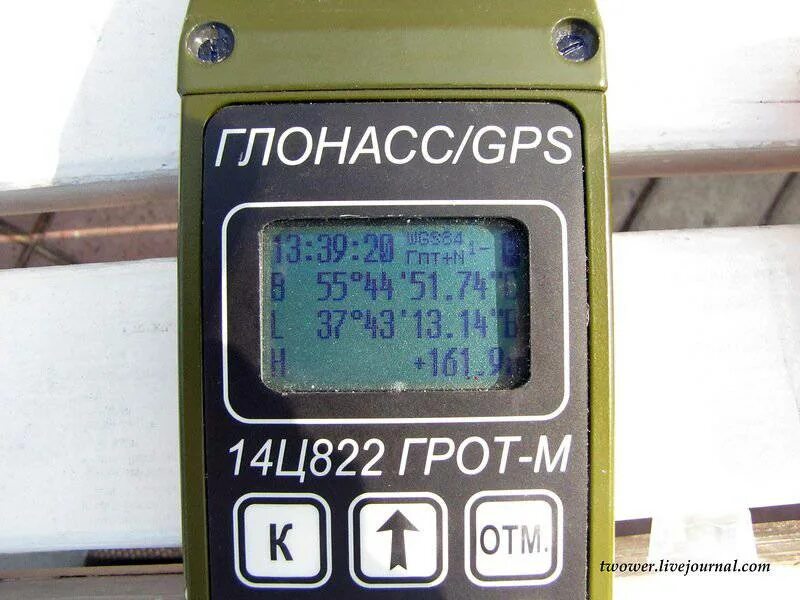 ГЛОНАСС/GPS
13:39:20 WGS84
Гпт+N
B 55°44'51.74"
L 37°43'13.14"
H +161.9
14Ц822 ГРОТ-М
К
ОТМ.
twower.livejournal.com